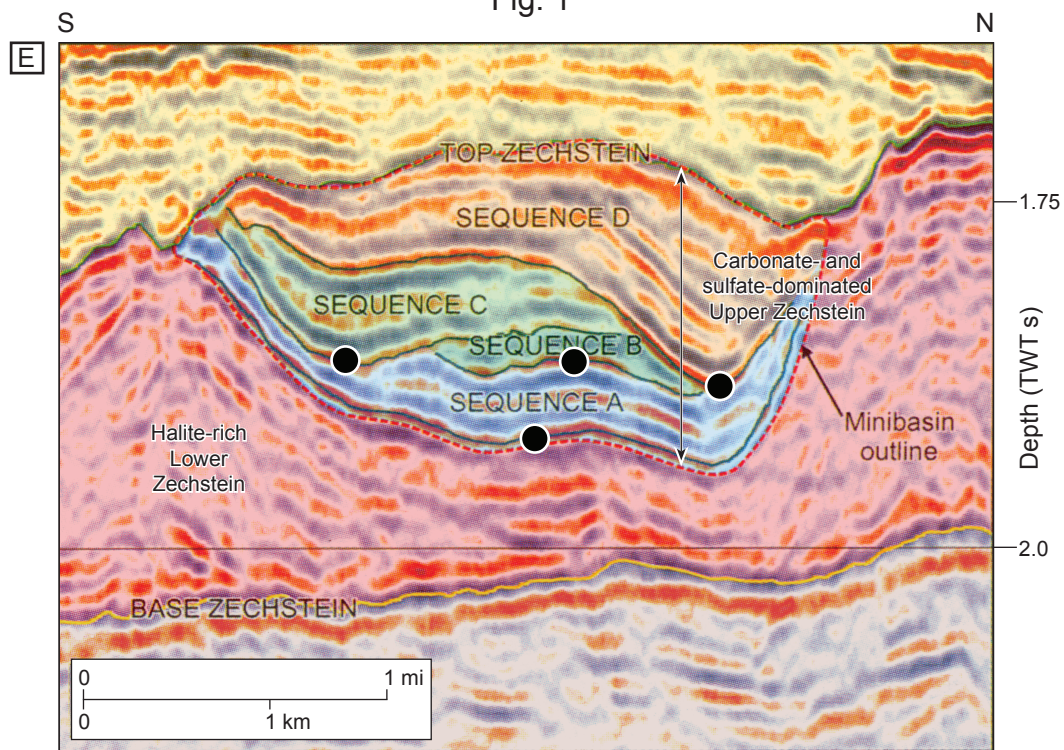 Fig. 1
S
N
E
TOP ZECHSTEIN
1.75
SEQUENCE D
Carbonate- and
sulfate-dominated
Upper Zechstein
SEQUENCE C
SEQUENCE B
SEQUENCE A
Minibasin
outline
Depth (TWT s)
Halite-rich
Lower
Zechstein
2.0
BASE ZECHSTEIN
0
1 mi
0
1 km